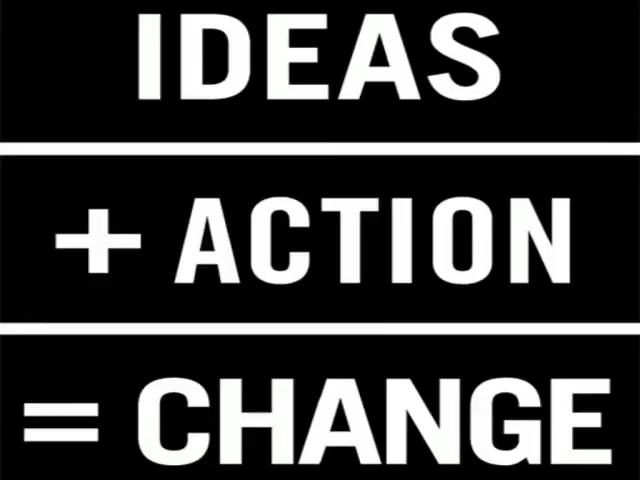 IDEAS
+ ACTION
= CHANGE